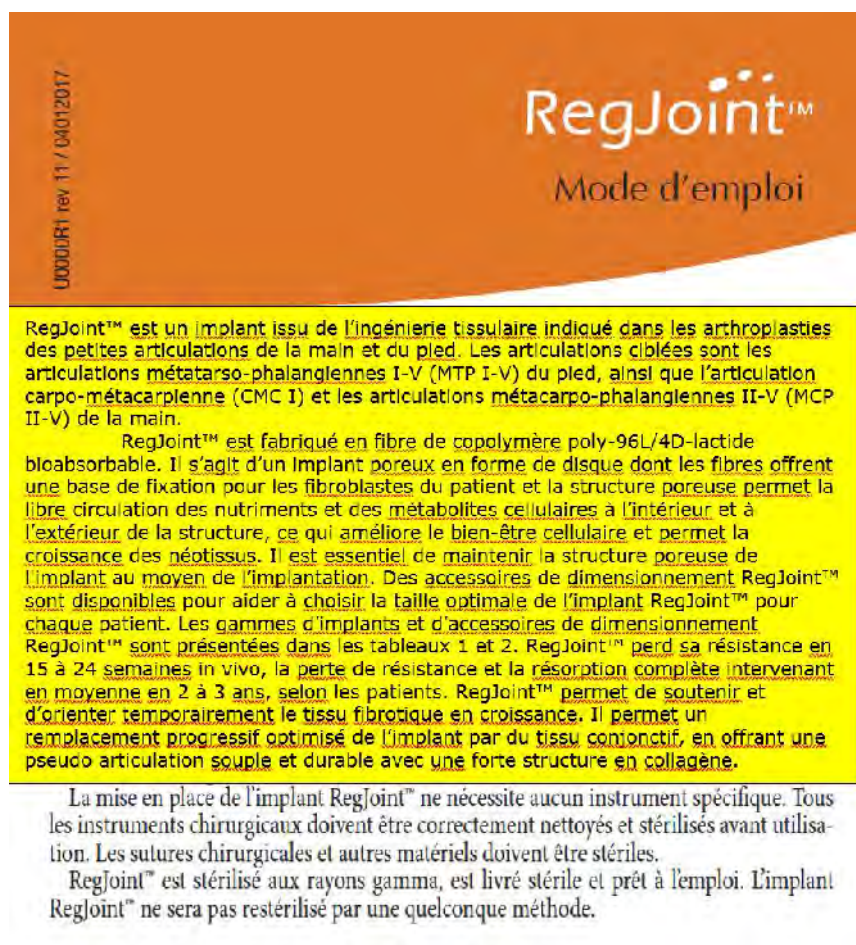 U0000R1 rev 11 / 04012017
RegJoint™
Mode d'emploi
RegJoint™ est un implant issu de l'ingénierie tissulaire indiqué dans les arthroplasties
des petites articulations de la main et du pied. Les articulations ciblées sont les
articulations métatarso-phalangiennes I-V (MTP I-V) du pied, ainsi que l'articulation
carpo-métacarpienne (CMC I) et les articulations métacarpo-phalangiennes II-V (MCP
II-V) de la main.
RegJoint™ est fabriqué en fibre de copolymère poly-96L/4D-lactide
bioabsorbable. Il s'agit d'un implant poreux en forme de disque dont les fibres offrent
une base de fixation pour les fibroblastes du patient et la structure poreuse permet la
libre circulation des nutriments et des métabolites cellulaires à l'intérieur et à
l'extérieur de la structure, ce qui améliore le bien-être cellulaire et permet la
croissance des néotissus. Il est essentiel de maintenir la structure poreuse de
l'implant au moyen de l'implantation. Des accessoires de dimensionnement RegJoint™
sont disponibles pour aider à choisir la taille optimale de l'implant RegJoint™ pour
chaque patient. Les gammes d'implants et d'accessoires de dimensionnement
RegJoint™ sont présentées dans les tableaux 1 et 2. RegJoint™ perd sa résistance en
15 à 24 semaines in vivo, la perte de résistance et la résorption complète intervenant
en moyenne en 2 à 3 ans, selon les patients. RegJoint™ permet de soutenir et
d'orienter temporairement le tissu fibrotique en croissance. Il permet un
remplacement progressif optimisé de l'implant par du tissu conjonctif, en offrant une
pseudo articulation souple et durable avec une forte structure en collagène.
La mise en place de l'implant RegJoint™ ne nécessite aucun instrument spécifique. Tous
les instruments chirurgicaux doivent être correctement nettoyés et stérilisés avant utilisa-
tion. Les sutures chirurgicales et autres matériels doivent être stériles.
RegJoint™ est stérilisé aux rayons gamma, est livré stérile et prêt à l'emploi. L'implant
RegJoint™ ne sera pas restérilisé par une quelconque méthode.